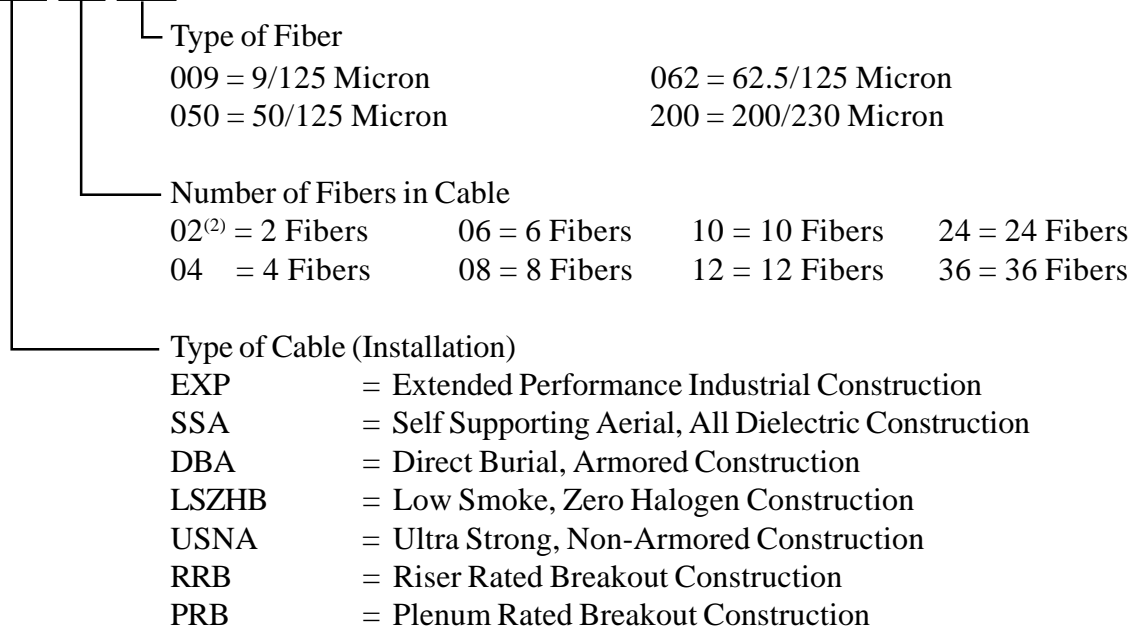 Type of Fiber
009 = 9/125 Micron 062 = 62.5/125 Micron
050 = 50/125 Micron 200 = 200/230 Micron
Number of Fibers in Cable
02(2) = 2 Fibers 06 = 6 Fibers 10 = 10 Fibers 24 = 24 Fibers
04 = 4 Fibers 08 = 8 Fibers 12 = 12 Fibers 36 = 36 Fibers
Type of Cable (Installation)
EXP = Extended Performance Industrial Construction
SSA = Self Supporting Aerial, All Dielectric Construction
DBA = Direct Burial, Armored Construction
LSZHB = Low Smoke, Zero Halogen Construction
USNA = Ultra Strong, Non-Armored Construction
RRB = Riser Rated Breakout Construction
PRB = Plenum Rated Breakout Construction